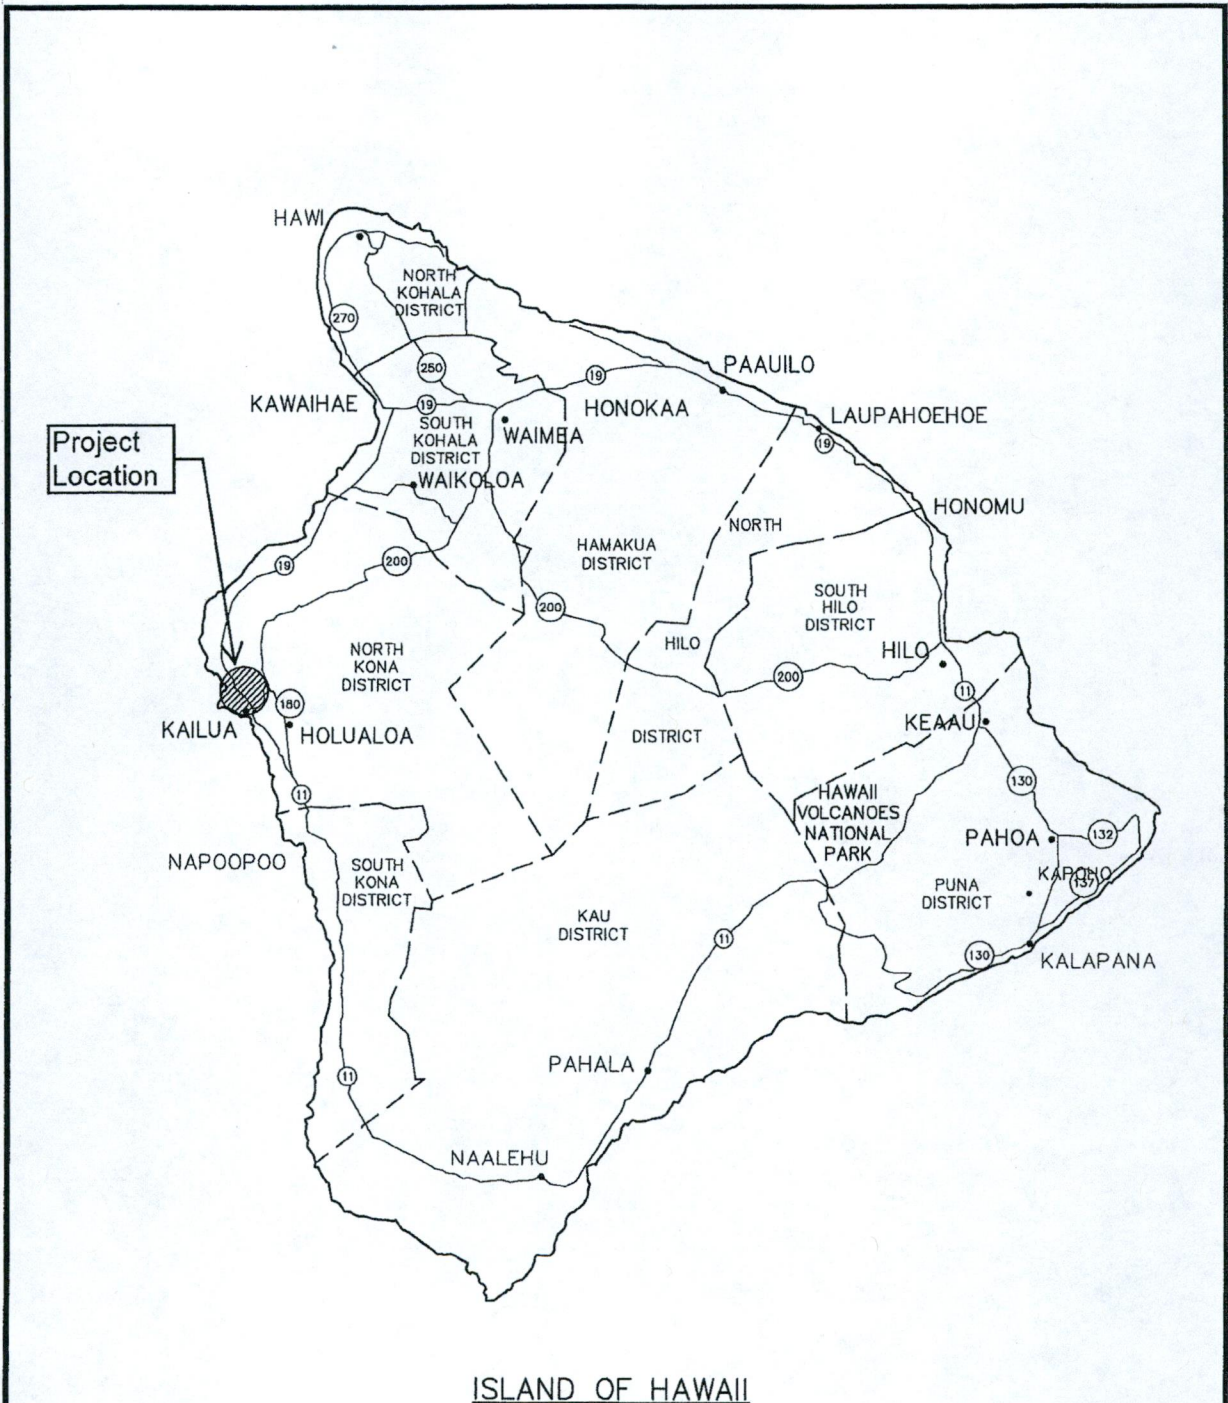 HAWI
NORTH
KOHALA
DISTRICT
270
250
PAAUILO
19
KAWAIHAE
19
HONOKAA
LAUPAHOEHOE
SOUTH
KOHALA
DISTRICT
WAIMEA
19
Project
Location
WAIKOLOA
HONOMU
NORTH
HAMAKUA
DISTRICT
200
19
SOUTH
HILO
DISTRICT
200
HILO
NORTH
KONA
DISTRICT
HILO
200
11
180
KAILUA
HOLUALOA
DISTRICT
KEAAU
130
11
HAWAII
VOLCANOES
NATIONAL
PARK
PAHOA
132
NAPOOPOO
SOUTH
KONA
DISTRICT
KAPOHO
137
PUNA
DISTRICT
KAU
DISTRICT
11
130
KALAPANA
PAHALA
11
NAALEHU
ISLAND OF HAWAII